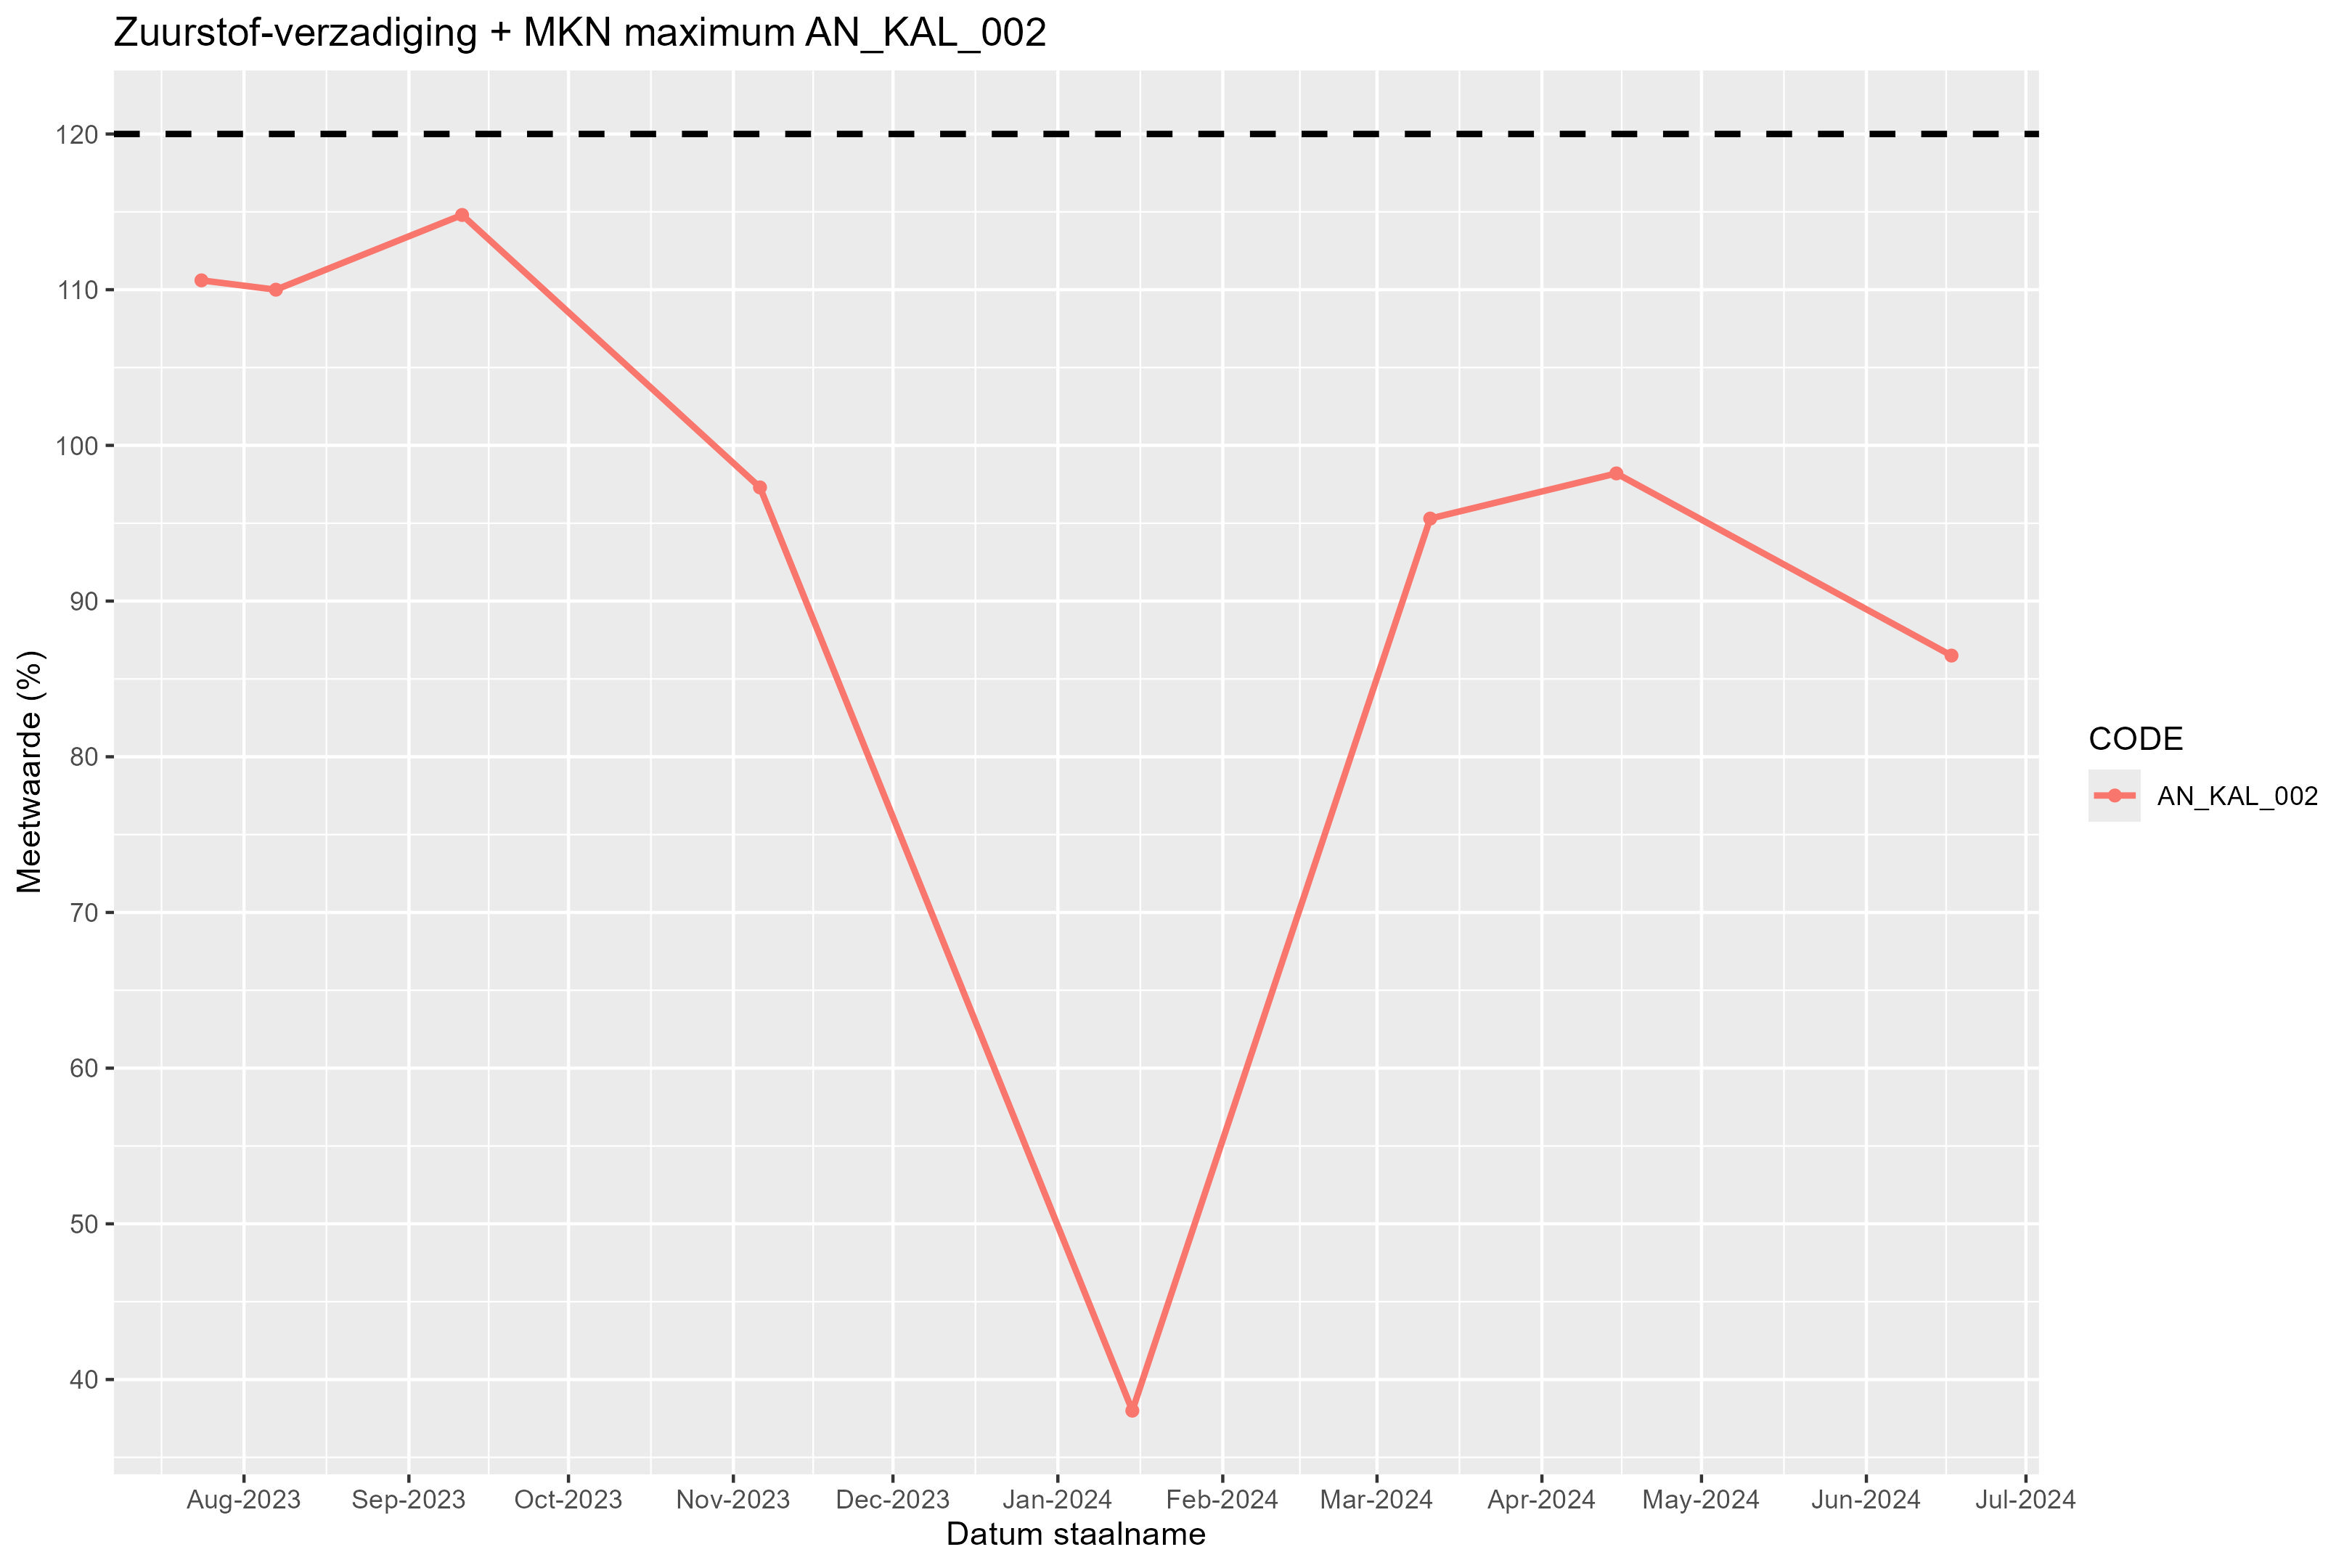 Zuurstof-verzadiging + MKN maximum AN_KAL_002
120
110
100
90
80
70
60
50
40
Meetwaarde (%)
Aug-2023 Sep-2023 Oct-2023 Nov-2023 Dec-2023 Jan-2024 Feb-2024 Mar-2024 Apr-2024 May-2024 Jun-2024 Jul-2024
Datum staalname
CODE
AN_KAL_002